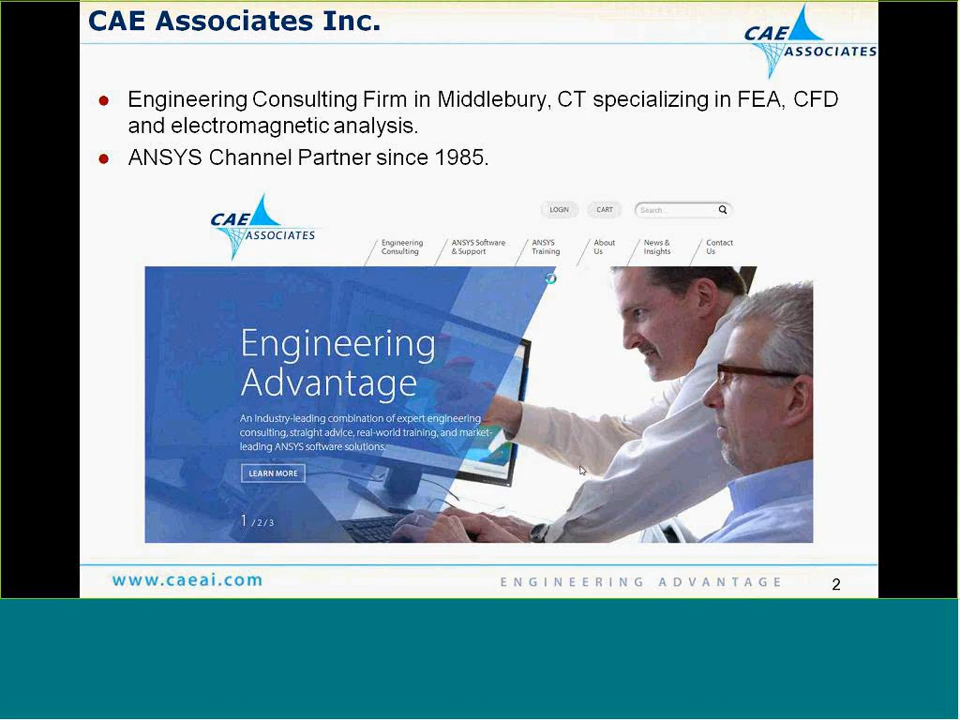 CAE Associates Inc.
CAE
ASSOCIATES
● Engineering Consulting Firm in Middlebury, CT specializing in FEA, CFD
and electromagnetic analysis.
● ANSYS Channel Partner since 1985.
CAE
ASSOCIATES
LOGIN CART Search...
Engineering Consulting
ANSYS Software & Support
ANSYS Training
About Us
News & Insights
Contact Us
Engineering
Advantage
An industry-leading combination of expert engineering
consulting, straight advice, real-world training, and market-
leading ANSYS software solutions.
LEARN MORE
1 / 2 / 3
www.caeai.com
ENGINEERING ADVANTAGE
2